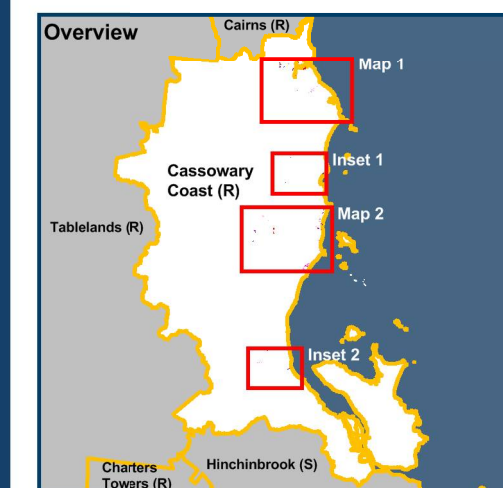 Overview
Cairns (R)
Map 1
Inset 1
Cassowary
Coast (R)
Map 2
Tablelands (R)
Inset 2
Hinchinbrook (S)
Charters
Towers (R)